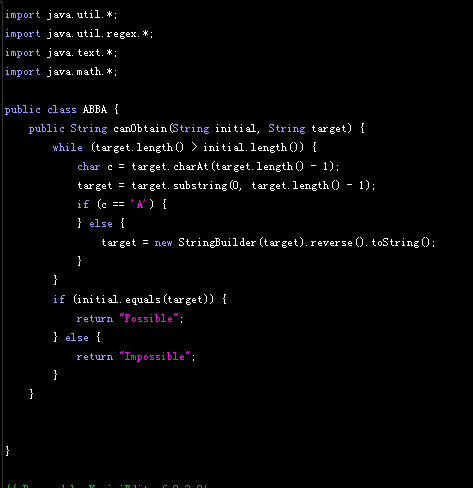 import java.util.*;
import java.util.regex.*;
import java.text.*;
import java.math.*;
public class ABBA {
public String canObtain(String initial, String target) {
while (target.length() > initial.length()) {
char c = target.charAt(target.length() - 1);
target = target.substring(0, target.length() - 1);
if (c == 'A') {
} else {
target = new StringBuilder(target).reverse().toString();
}
}
if (initial.equals(target)) {
return "Possible";
} else {
return "Impossible";
}
}
}